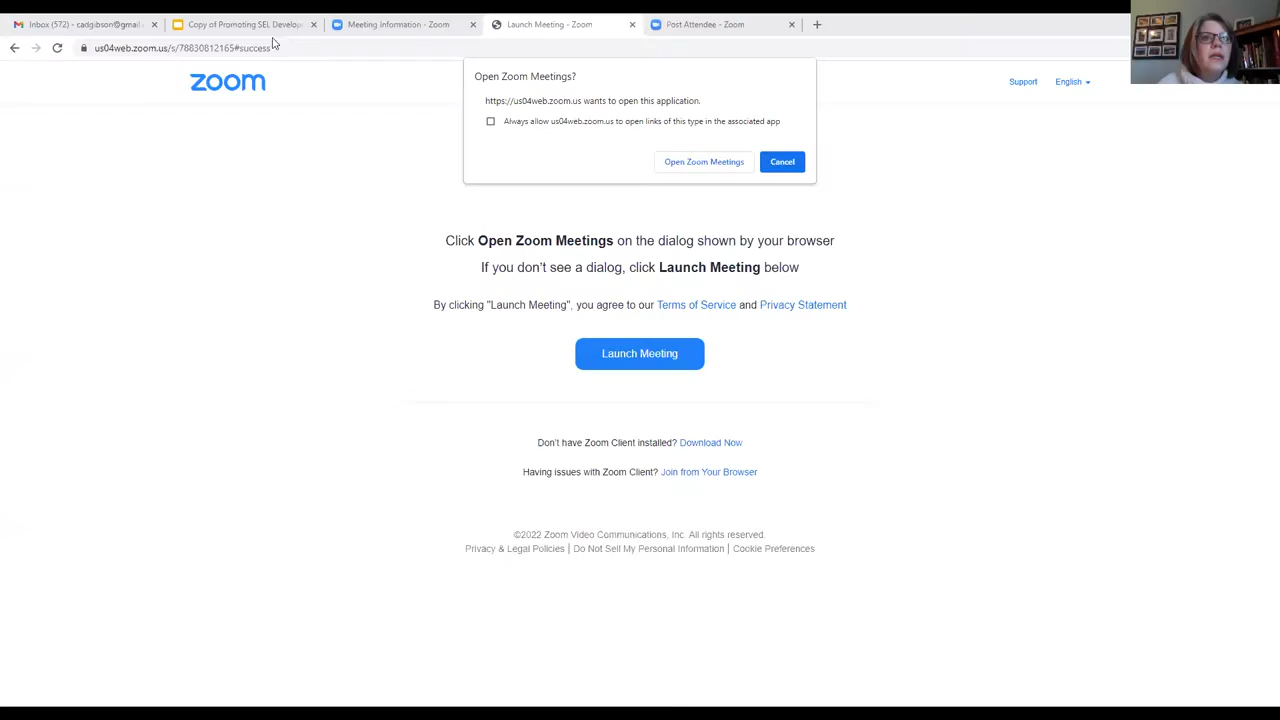 Inbox (572) - cadgibson@gmail.
Copy of Promoting SEL Develop
Meeting Information - Zoom
Launch Meeting - Zoom
Post Attendee - Zoom
us04web.zoom.us/s/78830812165#success
zoom
Support
English
Open Zoom Meetings?
https://us04web.zoom.us wants to open this application.
Always allow us04web.zoom.us to open links of this type in the associated app
Open Zoom Meetings
Cancel
Click Open Zoom Meetings on the dialog shown by your browser
If you don't see a dialog, click Launch Meeting below
By clicking "Launch Meeting", you agree to our Terms of Service and Privacy Statement
Launch Meeting
Don't have Zoom Client installed? Download Now
Having issues with Zoom Client? Join from Your Browser
©2022 Zoom Video Communications, Inc. All rights reserved.
Privacy & Legal Policies | Do Not Sell My Personal Information | Cookie Preferences